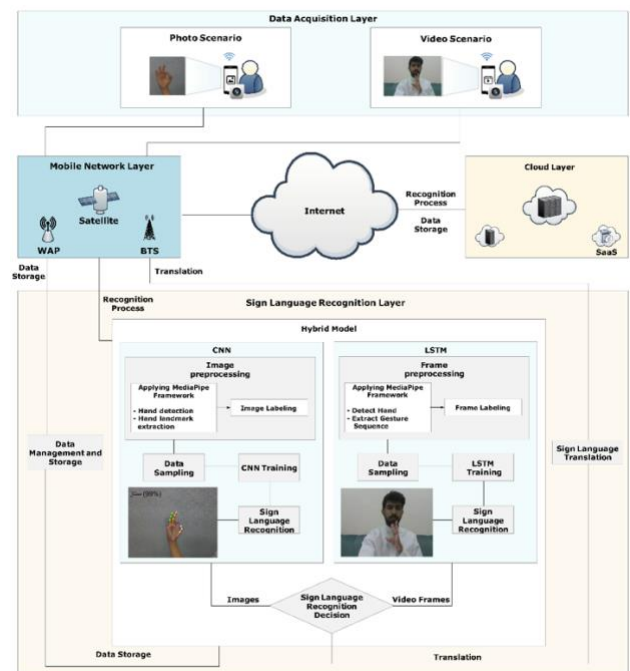 Data Acquisition Layer
Photo Scenario
Video Scenario
Mobile Network Layer
Satellite
WAP
BTS
Internet
Cloud Layer
SaaS
Recognition
Process
Data
Storage
Data
Storage
Translation
Recognition
Process
Sign Language Recognition Layer
Hybrid Model
CNN
Image
preprocessing
Applying MediaPipe
Framework
- Hand detection
- Hand landmark
extraction
Image Labeling
Data
Sampling
CNN Training
Sign
Language
Recognition
LSTM
Frame
preprocessing
Applying MediaPipe
Framework
- Detect Hand
- Extract Gesture
Sequence
Frame Labeling
Data
Sampling
LSTM
Training
Sign
Language
Recognition
Data
Management and
Storage
Sign Language
Translation
Images
Sign Language
Recognition
Decision
Video Frames
Data Storage
Translation